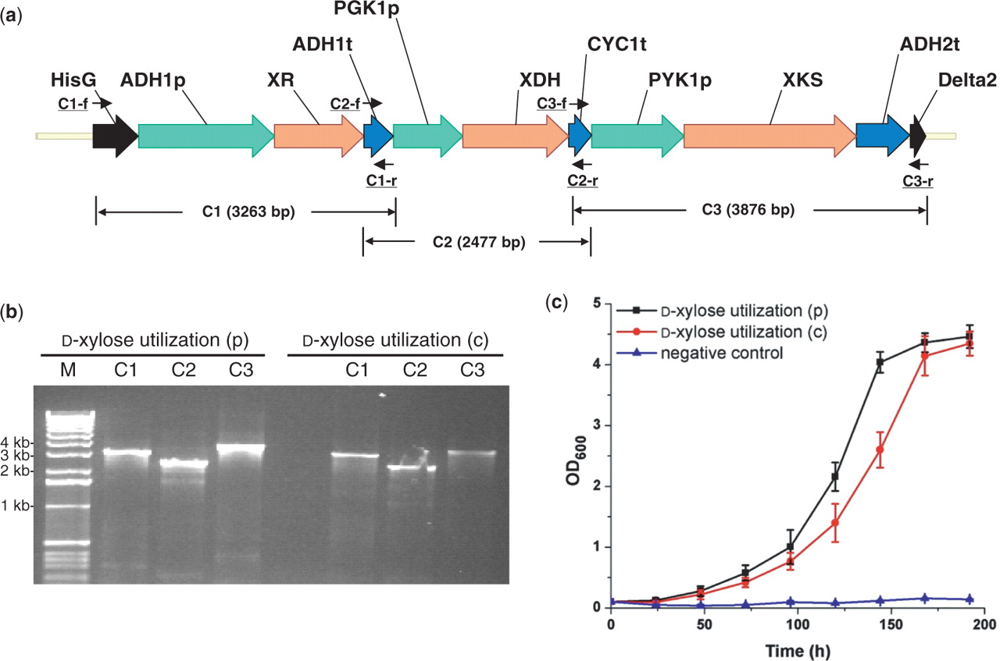 (a)
PGK1p
ADH1t
CYC1t
ADH2t
HisG
ADH1p
XR
XDH
PYK1p
XKS
Delta2
C1-f
C2-f
C3-f
C1-r
C2-r
C3-r
C1 (3263 bp)
C3 (3876 bp)
C2 (2477 bp)
(b)
D-xylose utilization (p)
D-xylose utilization (c)
M C1 C2 C3 C1 C2 C3
4 kb-
3 kb-
2 kb-
1 kb-
(c)
D-xylose utilization (p)
D-xylose utilization (c)
negative control
5
4
3
2
1
0
OD600
0 50 100 150 200
Time (h)